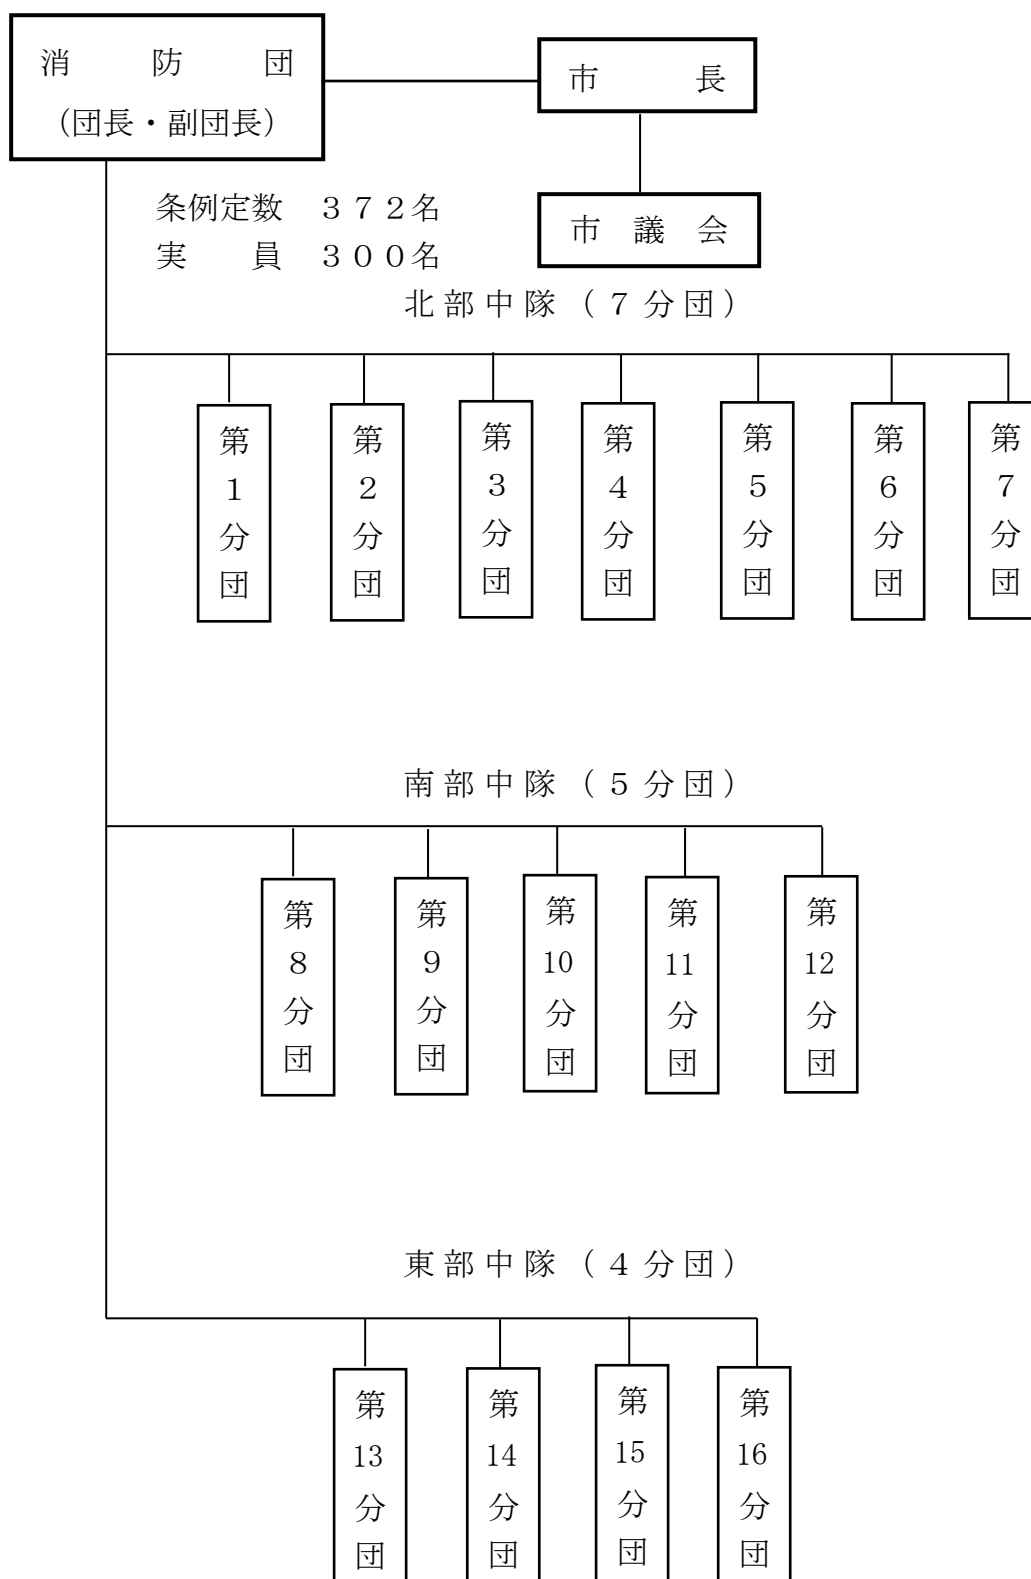 消防団
（団長・副団長）
市長
市議会
条例定数　３７２名
実員　３００名
北部中隊（７分団）
第１分団
第２分団
第３分団
第４分団
第５分団
第６分団
第７分団
南部中隊（５分団）
第８分団
第９分団
第10分団
第11分団
第12分団
東部中隊（４分団）
第13分団
第14分団
第15分団
第16分団